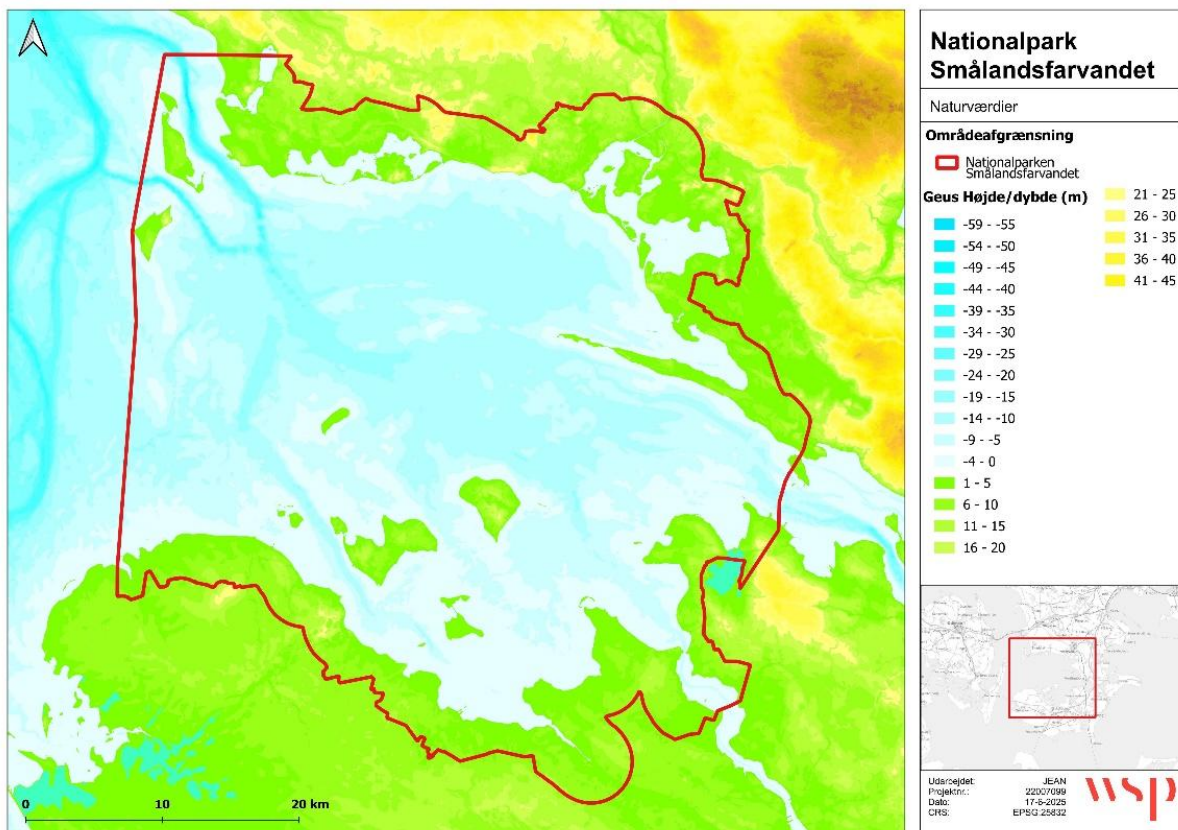 Nationalpark
Smålandsfarvandet
Naturværdier
Områdeafgrænsning
Nationalparken
Smålandsfarvandet
Geus Højde/dybde (m)
-59 - -55
-54 - -50
-49 - -45
-44 - -40
-39 - -35
-34 - -30
-29 - -25
-24 - -20
-19 - -15
-14 - -10
-9 - -5
-4 - 0
1 - 5
6 - 10
11 - 15
16 - 20
21 - 25
26 - 30
31 - 35
36 - 40
41 - 45
0 10 20 km
Udarbejdet: JEAN
Projektnr.: 22007099
Dato: 17-6-2025
CRS: EPSG:25832
wsp